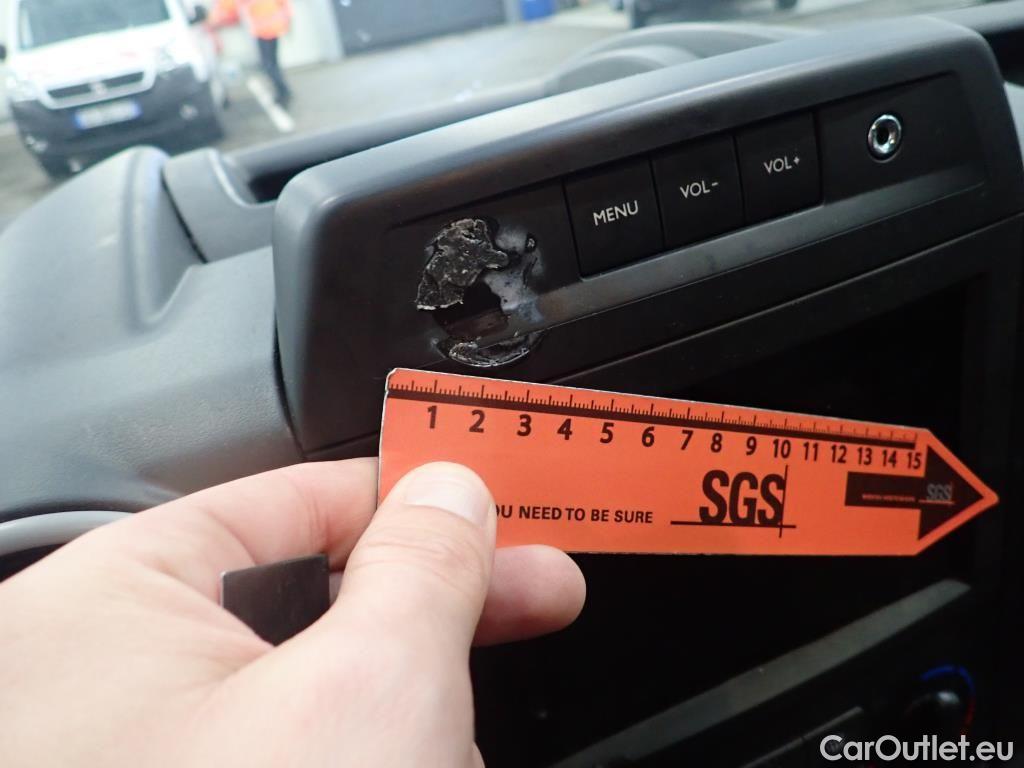 MENU
VOL-
VOL+
1 2 3 4 5 6 7 8 9 10 11 12 13 14 15
SGS
SGS
OU NEED TO BE SURE
CarOutlet.eu